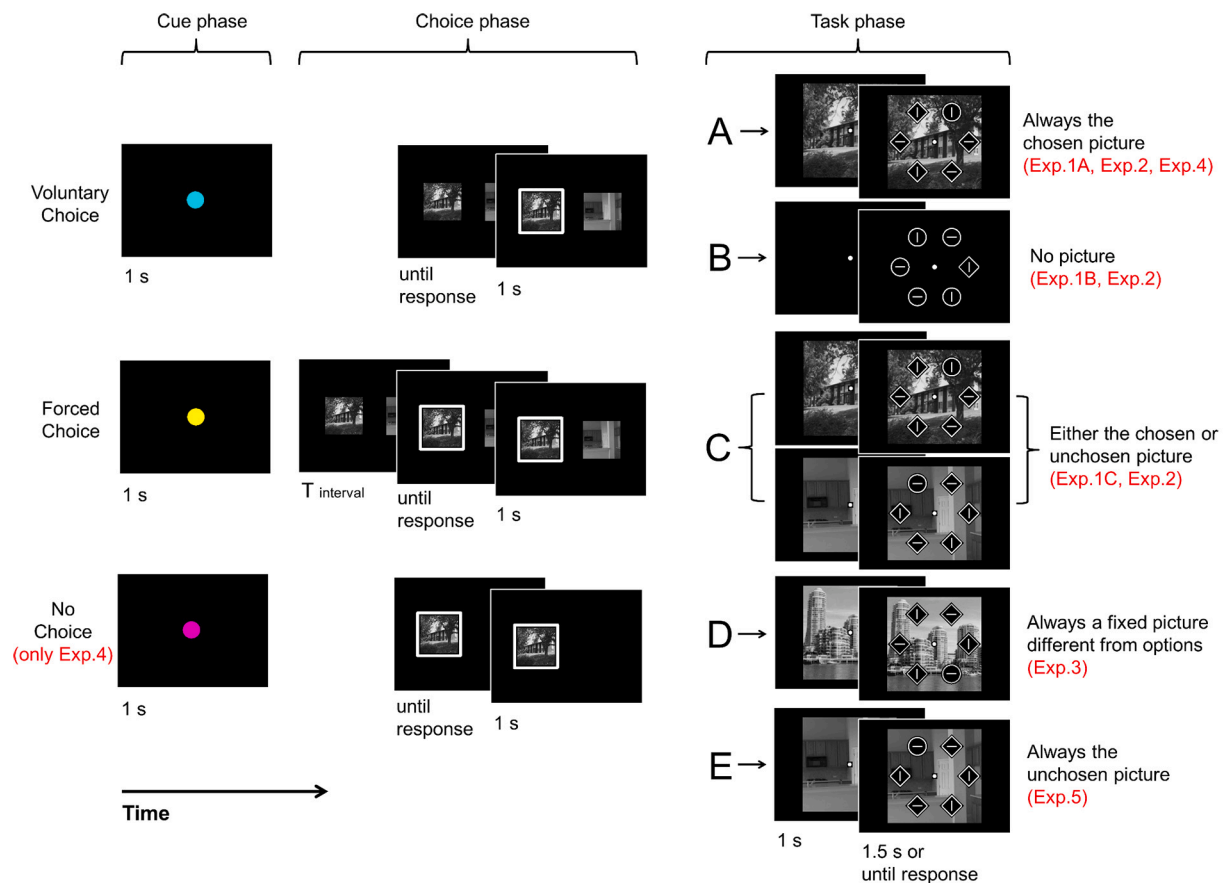 Cue phase
Choice phase
Task phase
Voluntary
Choice
1 s
until
response
1 s
Forced
Choice
1 s
T interval
until
response
1 s
No
Choice
(only Exp.4)
1 s
until
response
1 s
Time
A
Always the
chosen picture
(Exp.1A, Exp.2, Exp.4)
B
No picture
(Exp.1B, Exp.2)
C
Either the chosen or
unchosen picture
(Exp.1C, Exp.2)
D
Always a fixed picture
different from options
(Exp.3)
E
Always the
unchosen picture
(Exp.5)
1 s
1.5 s or
until response